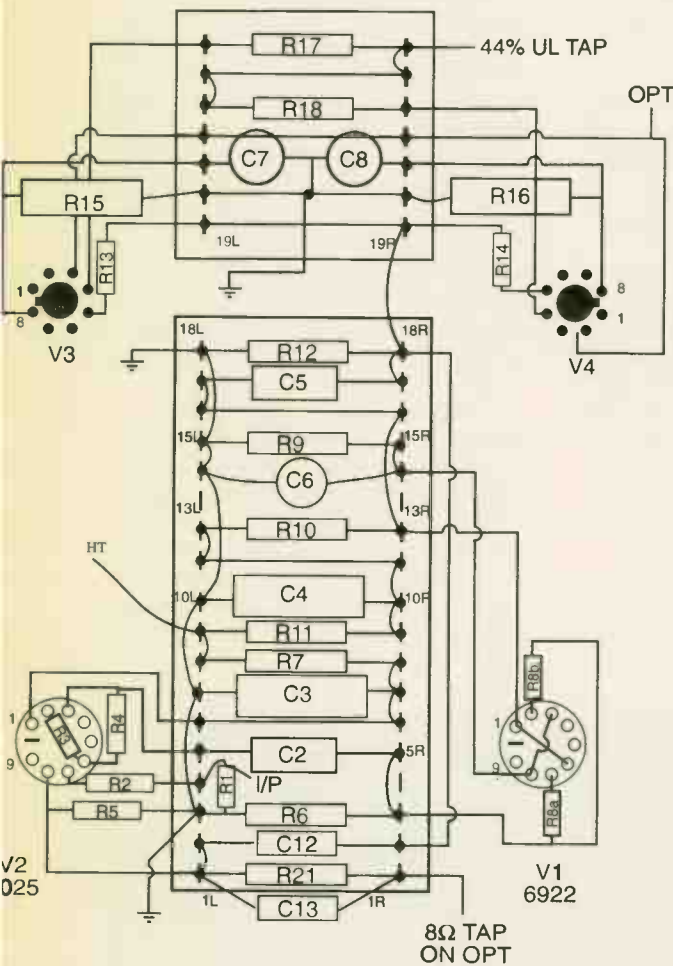 R17
44% UL TAP
R18
OPT
C7
C8
R15
R16
R13
19L
19R
R14
1
8
8
1
V3
V4
18L
18R
R12
C5
15L
15R
R9
C6
13L
13R
R10
HT
C4
10L
10R
R11
R7
R8b
C3
1
R3
R4
1
C2
5R
9
9
R2
R1
I/P
R5
R6
R8a
C12
V2
025
R21
V1
6922
1L
C13
1R
8Ω TAP
ON OPT